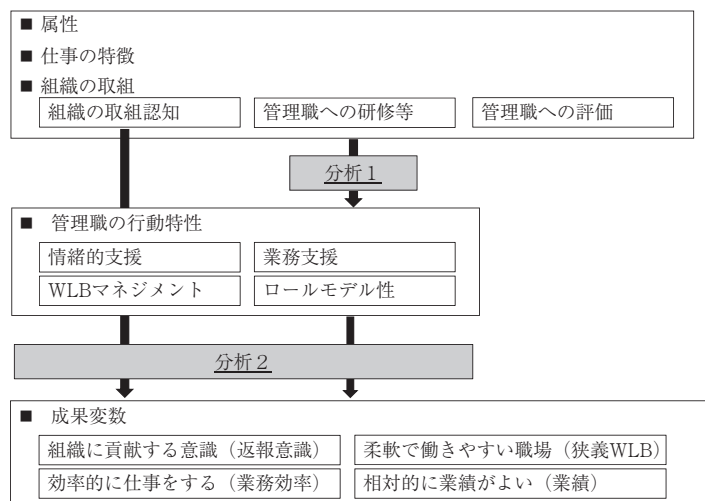 ■ 属性
■ 仕事の特徴
■ 組織の取組
組織の取組認知 管理職への研修等 管理職への評価
分析１
■ 管理職の行動特性
情緒的支援 業務支援
WLBマネジメント ロールモデル性
分析２
■ 成果変数
組織に貢献する意識（返報意識） 柔軟で働きやすい職場（狭義WLB）
効率的に仕事をする（業務効率） 相対的に業績がよい（業績）